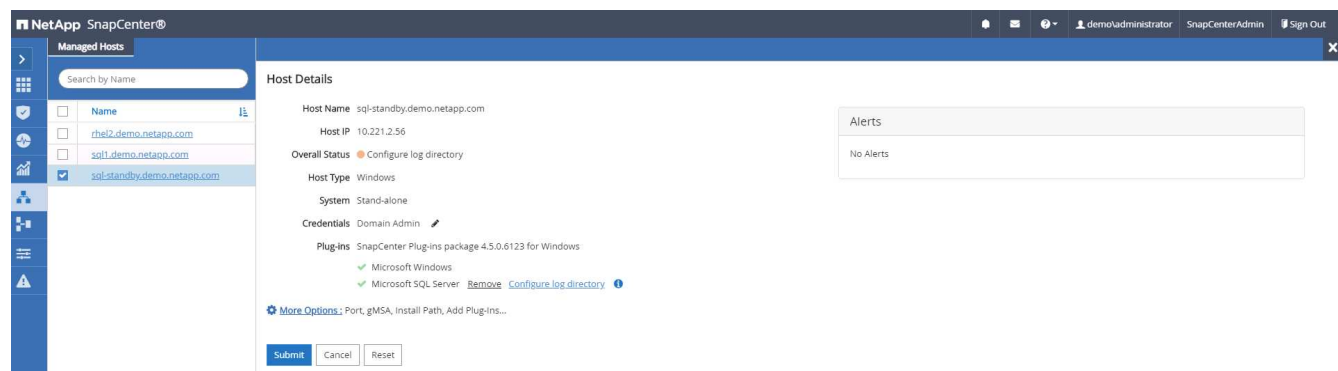 NetApp SnapCenter®
demo\administrator SnapCenterAdmin Sign Out
Managed Hosts
Search by Name
Name
rhel2.demo.netapp.com
sql1.demo.netapp.com
sql-standby.demo.netapp.com
Host Details
Host Name sql-standby.demo.netapp.com
Host IP 10.221.2.56
Overall Status Configure log directory
Host Type Windows
System Stand-alone
Credentials Domain Admin
Plug-ins SnapCenter Plug-ins package 4.5.0.6123 for Windows
Microsoft Windows
Microsoft SQL Server Remove Configure log directory
More Options : Port, gMSA, Install Path, Add Plug-Ins...
Submit Cancel Reset
Alerts
No Alerts